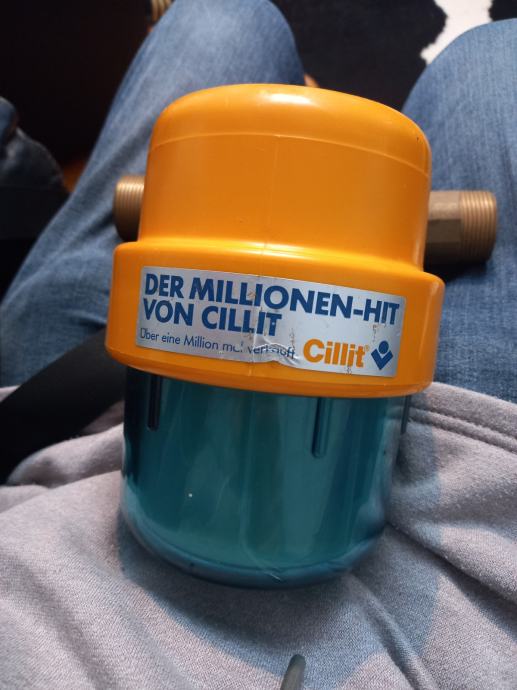 DER MILLIONEN-HIT
VON CILLIT
Über eine Million verkauft
Cillit®